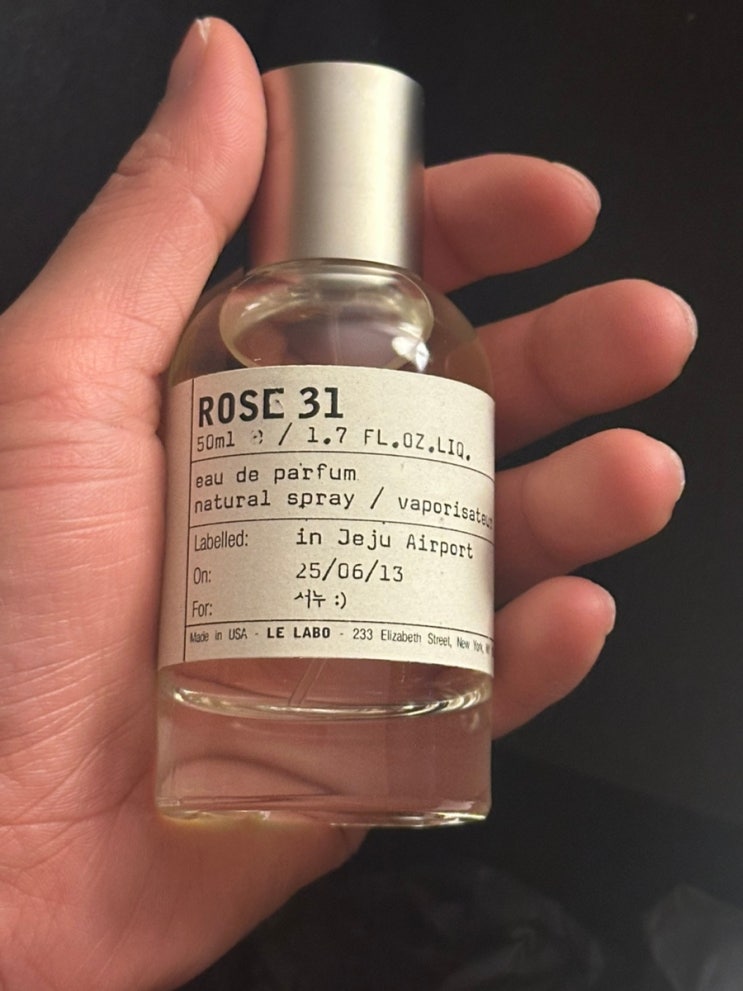 ROSE 31
50ml ℮ / 1.7 FL.OZ.LIQ.
eau de parfum
natural spray / vaporisateur
Labelled: in Jeju Airport
On: 25/06/13
For: 서누 :)
Made in USA - LE LABO - 233 Elizabeth Street, New York,